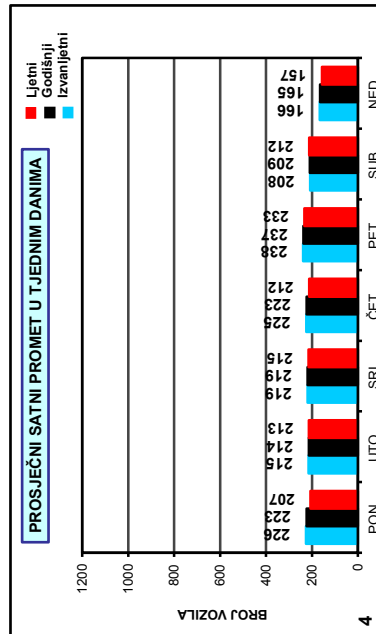 PROSJEČNI SATNI PROMET U TJEDNIM DANIMA
Ljetni
Godišnji
Izvanljetni
BROJ VOZILA
1200
1000
800
600
400
200
0
226 223 207
215 214 213
219 219 215
225 223 212
238 237 233
208 209 212
166 165 157
PON UTO SRI ČET PET SUB NED
4